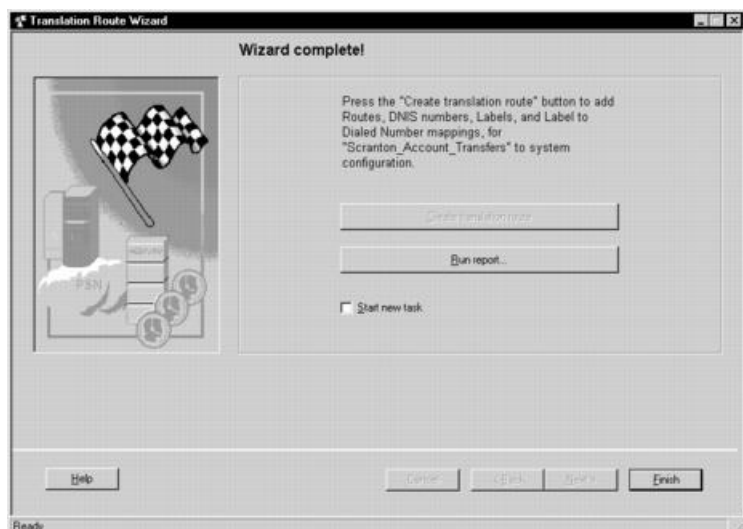 Translation Route Wizard
Wizard complete!
Press the "Create translation route" button to add
Routes, DNIS numbers, Labels, and Label to
Dialed Number mappings, for
"Scranton_Account_Transfers" to system
configuration.
Create translation route
Run report...
PSN
Start new task
Help
Cancel
< Back
Next >
Finish
Ready